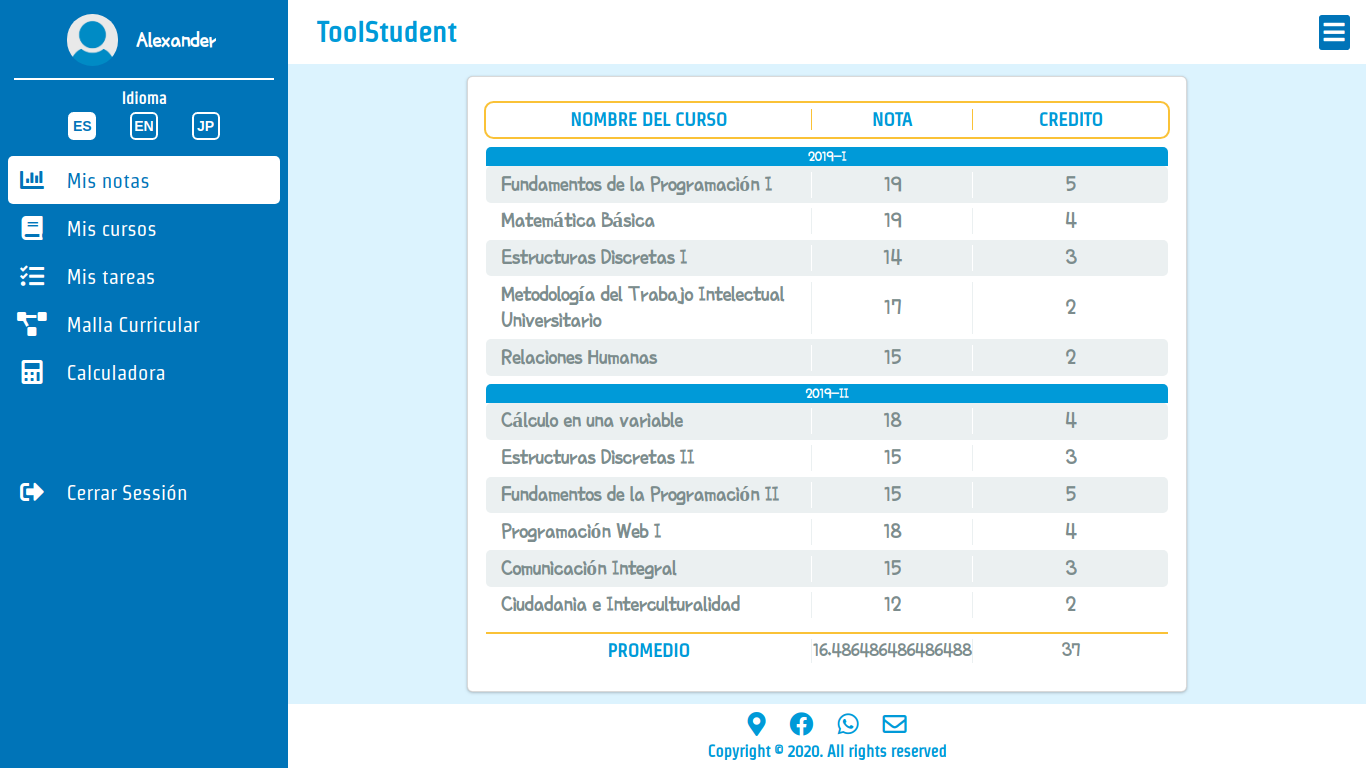 Alexander
Idioma
ES EN JP
Mis notas
Mis cursos
Mis tareas
Malla Curricular
Calculadora
Cerrar Sessión
ToolStudent
NOMBRE DEL CURSO NOTA CREDITO
2019-I
Fundamentos de la Programación I 19 5
Matemática Básica 19 4
Estructuras Discretas I 14 3
Metodología del Trabajo Intelectual
Universitario 17 2
Relaciones Humanas 15 2
2019-II
Cálculo en una variable 18 4
Estructuras Discretas II 15 3
Fundamentos de la Programación II 15 5
Programación Web I 18 4
Comunicación Integral 15 3
Ciudadania e Interculturalidad 12 2
PROMEDIO 16.486486486486488 37
Copyright © 2020. All rights reserved